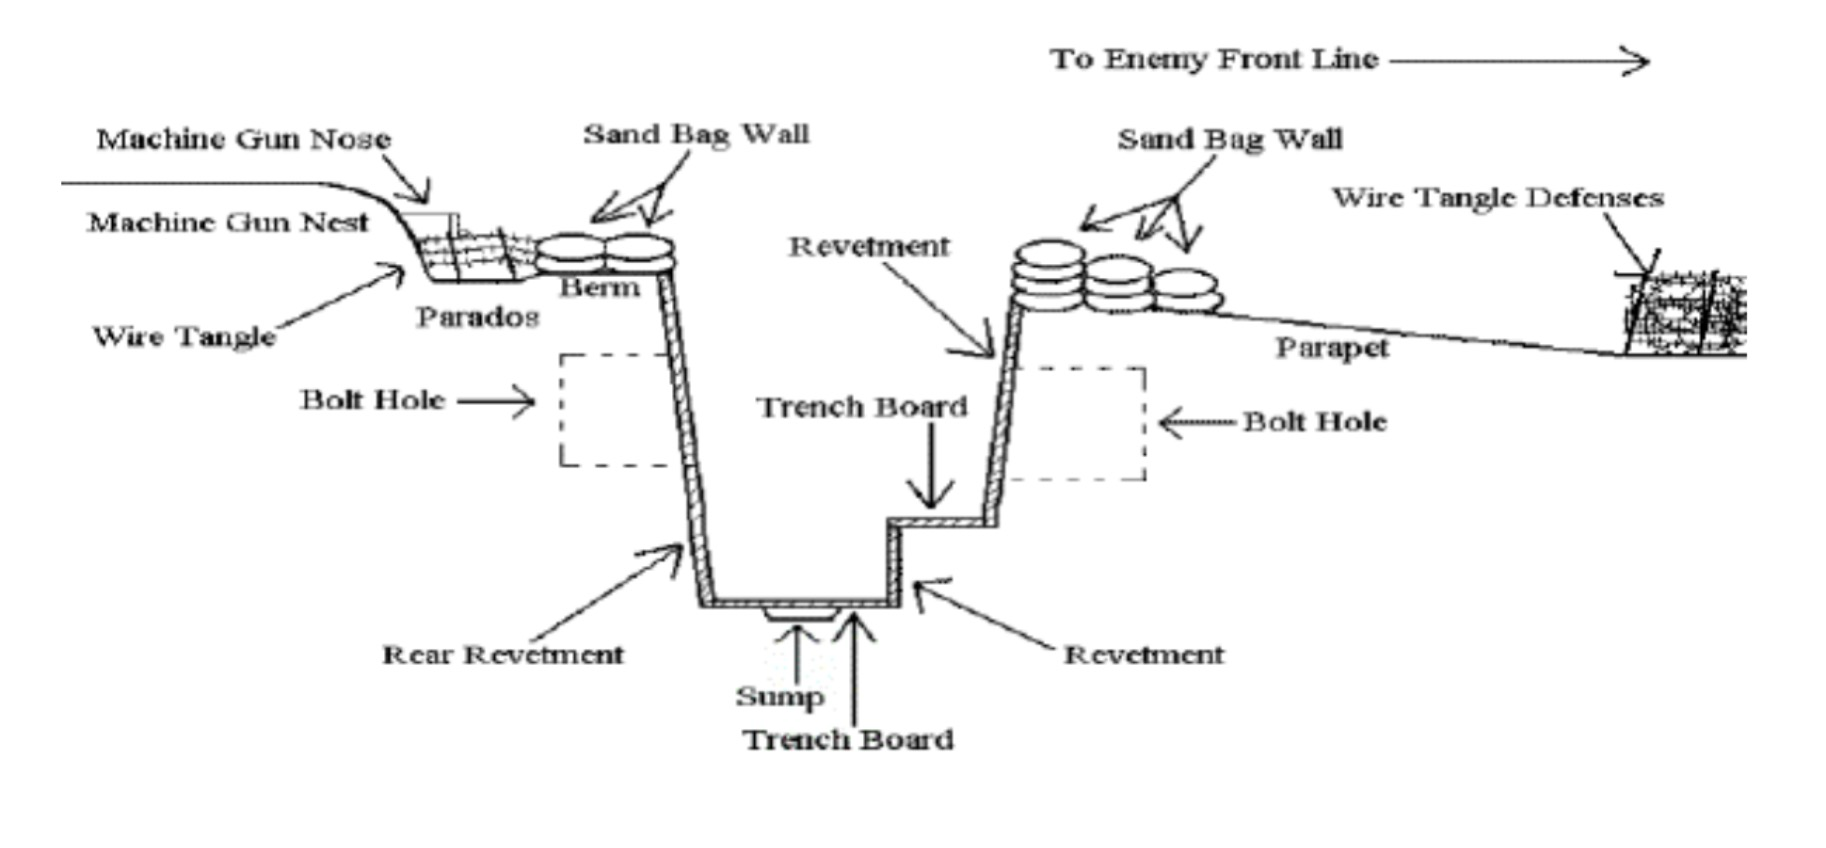 To Enemy Front Line
Machine Gun Nose
Sand Bag Wall
Sand Bag Wall
Wire Tangle Defenses
Machine Gun Nest
Revetment
Berm
Parados
Wire Tangle
Parapet
Bolt Hole
Trench Board
Bolt Hole
Rear Revetment
Revetment
Sump
Trench Board